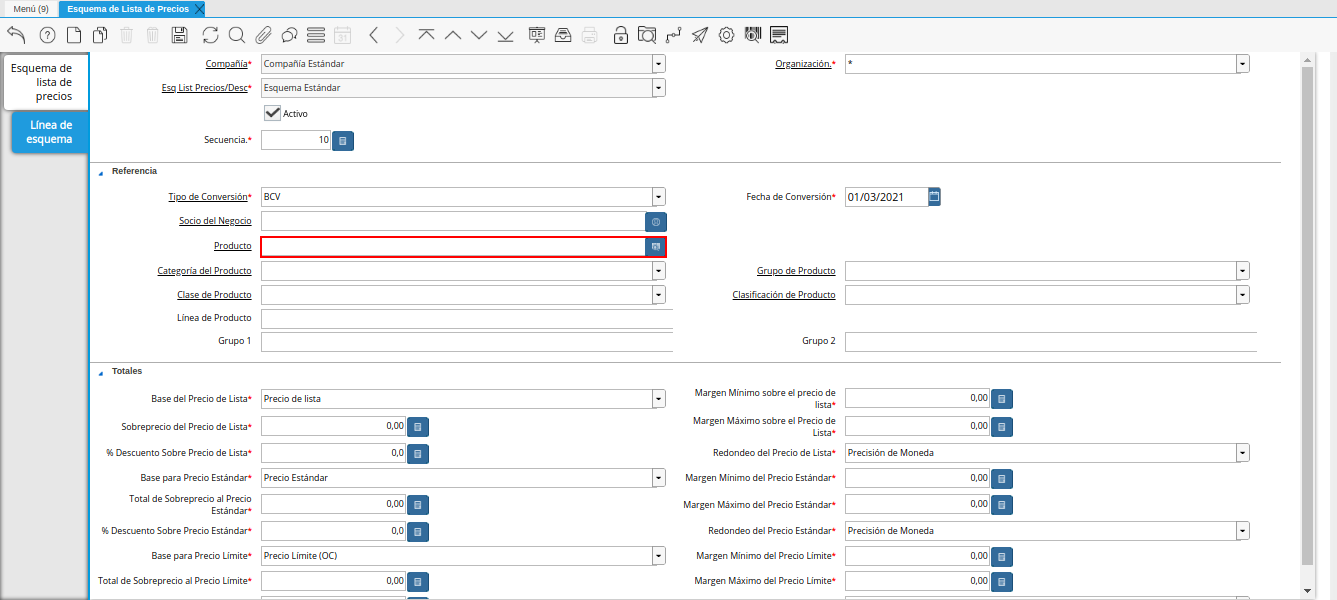 Menú (9)
Esquema de Lista de Precios
Esquema de
lista de
precios
Línea de
esquema
Compañía*
Compañía Estándar
Organización.*
*
Esq List Precios/Desc*
Esquema Estándar
Activo
Secuencia.*
10
Referencia
Tipo de Conversión*
BCV
Fecha de Conversión*
01/03/2021
Socio del Negocio
Producto
Categoría del Producto
Grupo de Producto
Clase de Producto
Clasificación de Producto
Línea de Producto
Grupo 1
Grupo 2
Totales
Base del Precio de Lista*
Precio de lista
Margen Mínimo sobre el precio de
lista*
0,00
Sobreprecio del Precio de Lista*
0,00
Margen Máximo sobre el Precio de
Lista*
0,00
% Descuento Sobre Precio de Lista*
0,0
Redondeo del Precio de Lista*
Precisión de Moneda
Base para Precio Estándar*
Precio Estándar
Margen Mínimo del Precio Estándar*
0,00
Total de Sobreprecio al Precio
Estándar*
0,00
Margen Máximo del Precio Estándar*
0,00
% Descuento Sobre Precio Estándar*
0,0
Redondeo del Precio Estándar*
Precisión de Moneda
Base para Precio Límite*
Precio Límite (OC)
Margen Mínimo del Precio Límite*
0,00
Total de Sobreprecio al Precio Límite*
0,00
Margen Máximo del Precio Límite*
0,00